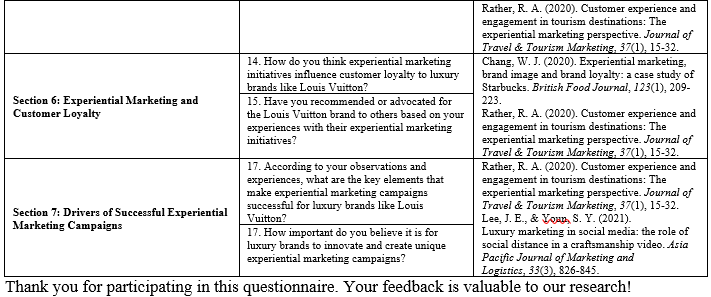 Rather, R. A. (2020). Customer experience and
engagement in tourism destinations: The
experiential marketing perspective. Journal of
Travel & Tourism Marketing, 37(1), 15-32.
Section 6: Experiential Marketing and
Customer Loyalty
14. How do you think experiential marketing
initiatives influence customer loyalty to luxury
brands like Louis Vuitton?
15. Have you recommended or advocated for
the Louis Vuitton brand to others based on your
experiences with their experiential marketing
initiatives?
Chang, W. J. (2020). Experiential marketing,
brand image and brand loyalty: a case study of
Starbucks. British Food Journal, 123(1), 209-
223.
Rather, R. A. (2020). Customer experience and
engagement in tourism destinations: The
experiential marketing perspective. Journal of
Travel & Tourism Marketing, 37(1), 15-32.
Section 7: Drivers of Successful Experiential
Marketing Campaigns
17. According to your observations and
experiences, what are the key elements that
make experiential marketing campaigns
successful for luxury brands like Louis
Vuitton?
17. How important do you believe it is for
luxury brands to innovate and create unique
experiential marketing campaigns?
Rather, R. A. (2020). Customer experience and
engagement in tourism destinations: The
experiential marketing perspective. Journal of
Travel & Tourism Marketing, 37(1), 15-32.
Lee, J. E., & Youn, S. Y. (2021).
Luxury marketing in social media: the role of
social distance in a craftsmanship video. Asia
Pacific Journal of Marketing and
Logistics, 33(3), 826-845.
Thank you for participating in this questionnaire. Your feedback is valuable to our research!